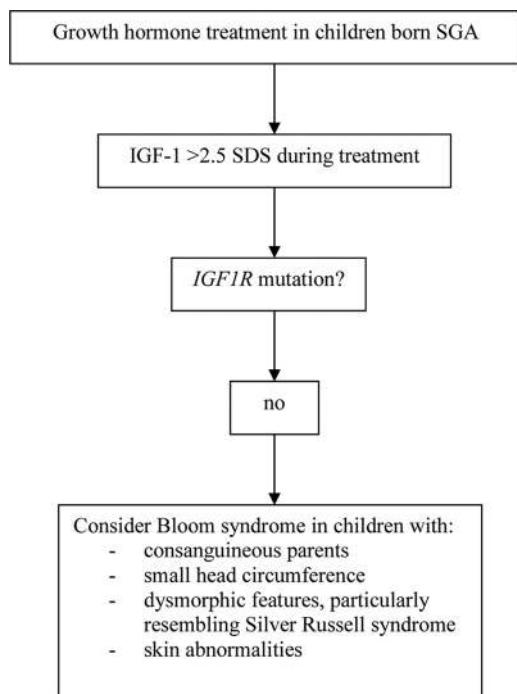 Growth hormone treatment in children born SGA
IGF-1 >2.5 SDS during treatment
IGF1R mutation?
no
Consider Bloom syndrome in children with:
- consanguineous parents
- small head circumference
- dysmorphic features, particularly
resembling Silver Russell syndrome
- skin abnormalities